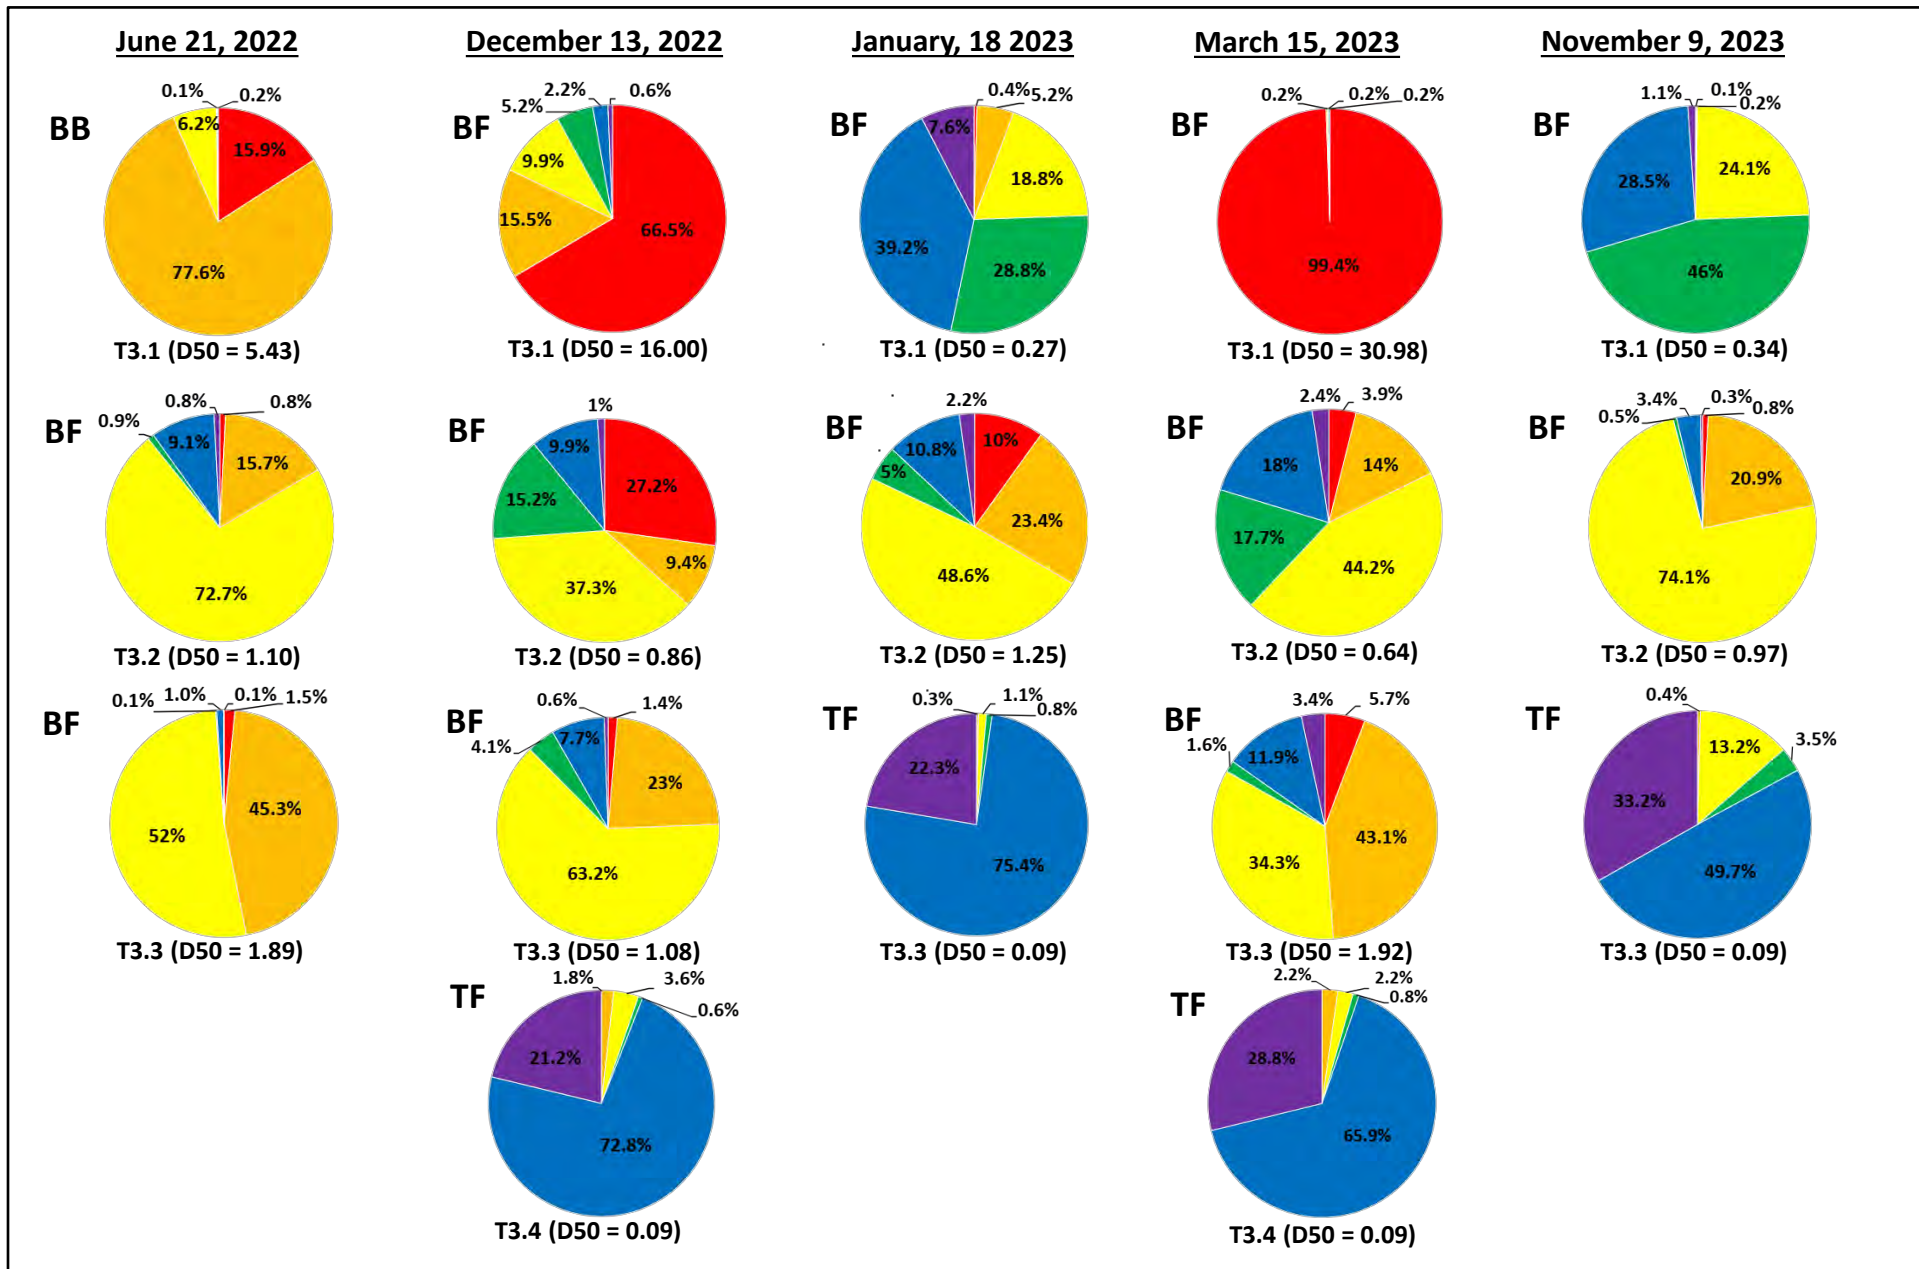 June 21, 2022
December 13, 2022
January, 18 2023
March 15, 2023
November 9, 2023
BB
0.1%
0.2%
6.2%
15.9%
77.6%
T3.1 (D50 = 5.43)
BF
5.2%
2.2%
0.6%
9.9%
15.5%
66.5%
T3.1 (D50 = 16.00)
BF
0.4%
5.2%
7.6%
18.8%
39.2%
28.8%
T3.1 (D50 = 0.27)
BF
0.2%
0.2%
0.2%
99.4%
T3.1 (D50 = 30.98)
BF
1.1%
0.1%
0.2%
24.1%
28.5%
46%
T3.1 (D50 = 0.34)
BF
0.9%
0.8%
0.8%
9.1%
15.7%
72.7%
T3.2 (D50 = 1.10)
BF
1%
9.9%
27.2%
15.2%
9.4%
37.3%
T3.2 (D50 = 0.86)
BF
2.2%
10%
10.8%
5%
23.4%
48.6%
T3.2 (D50 = 1.25)
BF
2.4%
3.9%
18%
14%
17.7%
44.2%
T3.2 (D50 = 0.64)
BF
0.5%
3.4%
0.3%
0.8%
20.9%
74.1%
T3.2 (D50 = 0.97)
BF
0.1%
1.0%
0.1%
1.5%
45.3%
52%
T3.3 (D50 = 1.89)
BF
0.6%
1.4%
4.1%
7.7%
23%
63.2%
T3.3 (D50 = 1.08)
TF
0.3%
1.1%
0.8%
22.3%
75.4%
T3.3 (D50 = 0.09)
BF
3.4%
5.7%
1.6%
11.9%
43.1%
34.3%
T3.3 (D50 = 1.92)
TF
0.4%
13.2%
3.5%
33.2%
49.7%
T3.3 (D50 = 0.09)
TF
1.8%
3.6%
0.6%
21.2%
72.8%
T3.4 (D50 = 0.09)
TF
2.2%
2.2%
0.8%
28.8%
65.9%
T3.4 (D50 = 0.09)